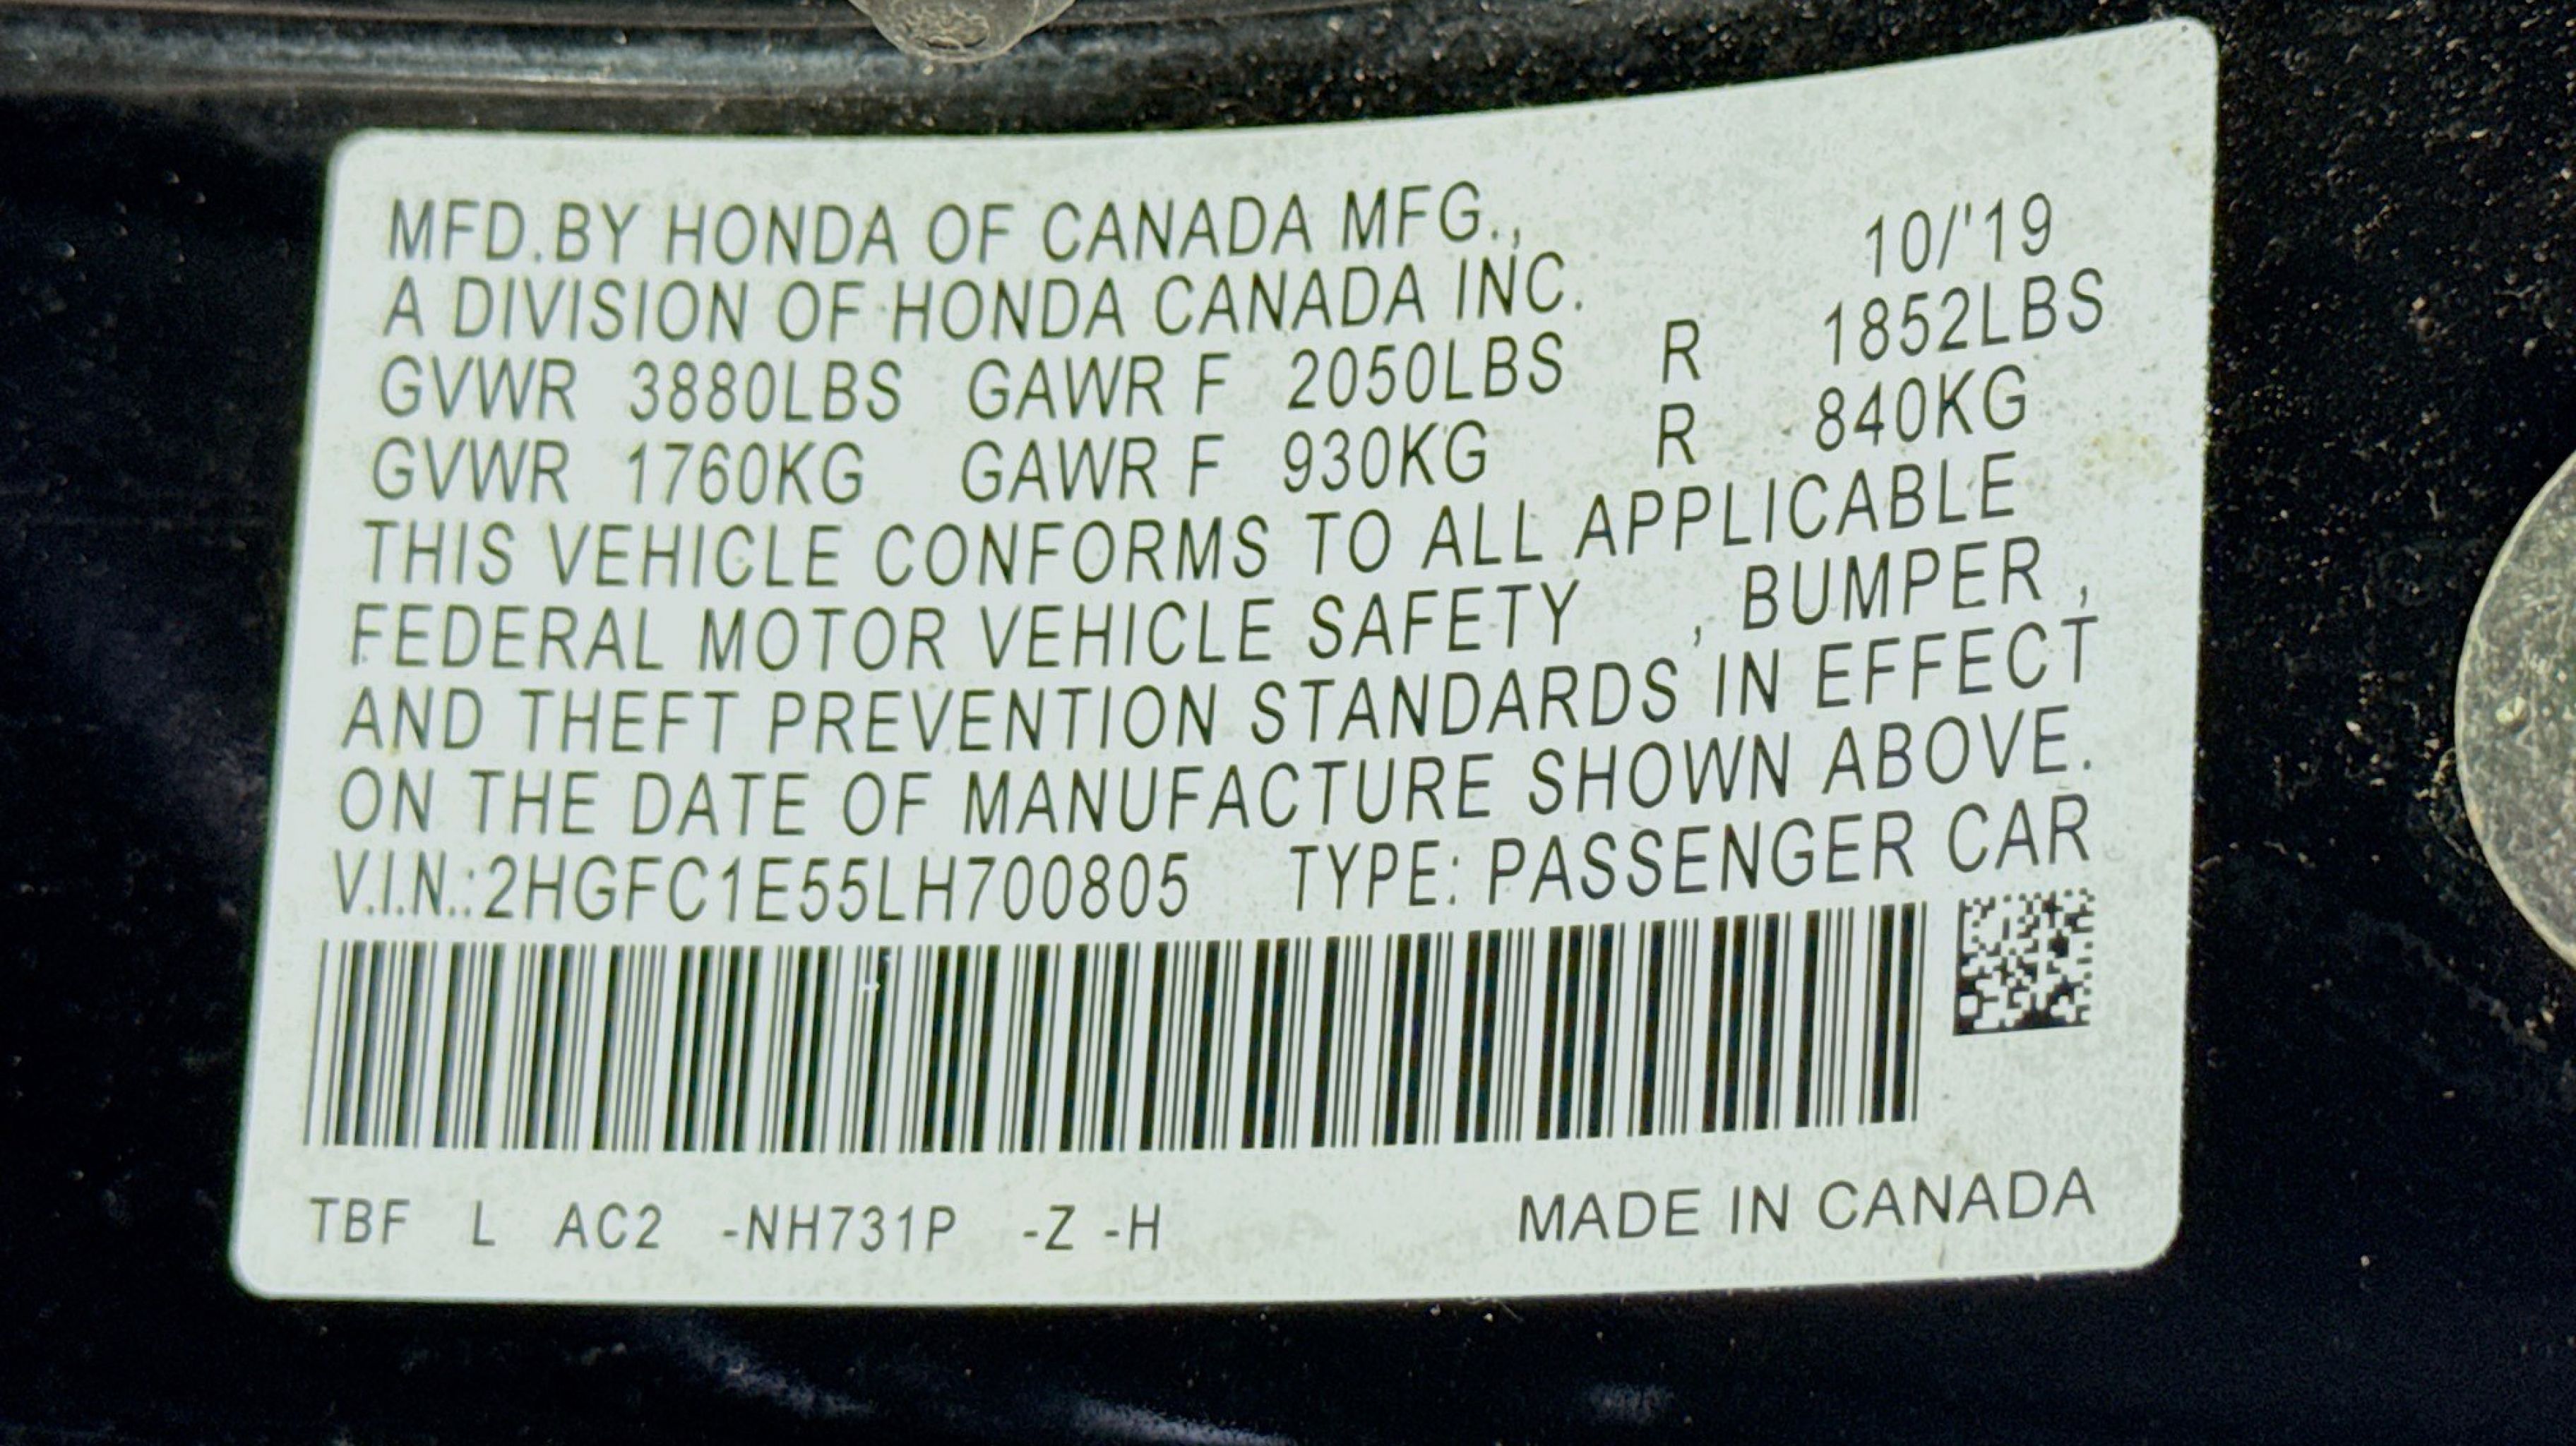 MFD.BY HONDA OF CANADA MFG., 10/'19
A DIVISION OF HONDA CANADA INC.
GVWR 3880LBS GAWR F 2050LBS R 1852LBS
GVWR 1760KG GAWR F 930KG R 840KG
THIS VEHICLE CONFORMS TO ALL APPLICABLE
FEDERAL MOTOR VEHICLE SAFETY , BUMPER ,
AND THEFT PREVENTION STANDARDS IN EFFECT
ON THE DATE OF MANUFACTURE SHOWN ABOVE.
V.I.N.:2HGFC1E55LH700805 TYPE: PASSENGER CAR
TBF L AC2 -NH731P -Z -H MADE IN CANADA